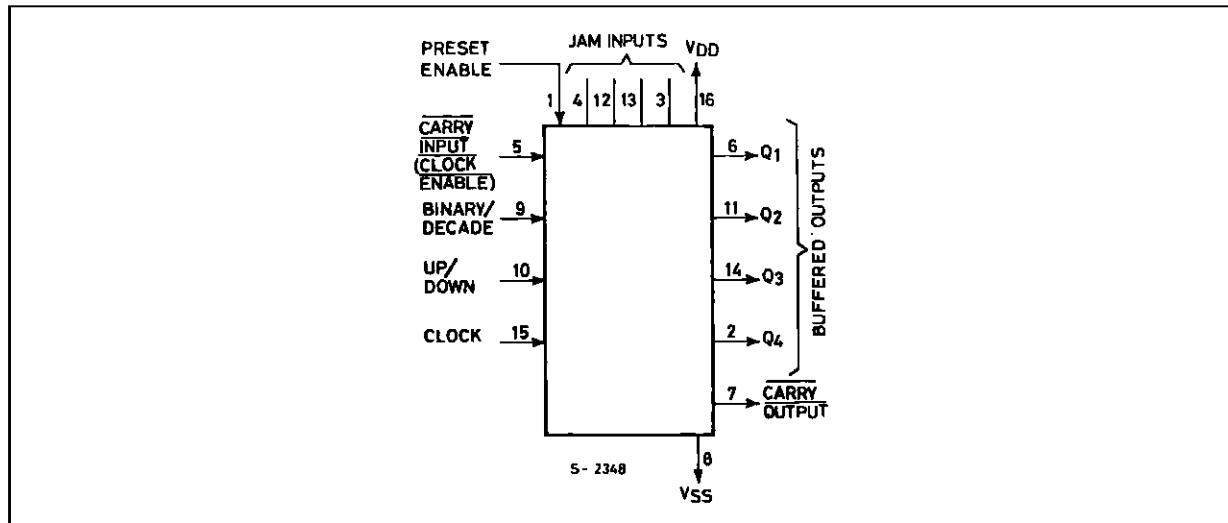 PRESET
ENABLE
JAM INPUTS
VDD
1
4
12
13
3
16
CARRY
INPUT
(CLOCK
ENABLE)
5
BINARY/
DECADE
9
UP/
DOWN
10
CLOCK
15
6
Q1
11
Q2
14
Q3
2
Q4
BUFFERED OUTPUTS
7
CARRY
OUTPUT
8
VSS
S-2348